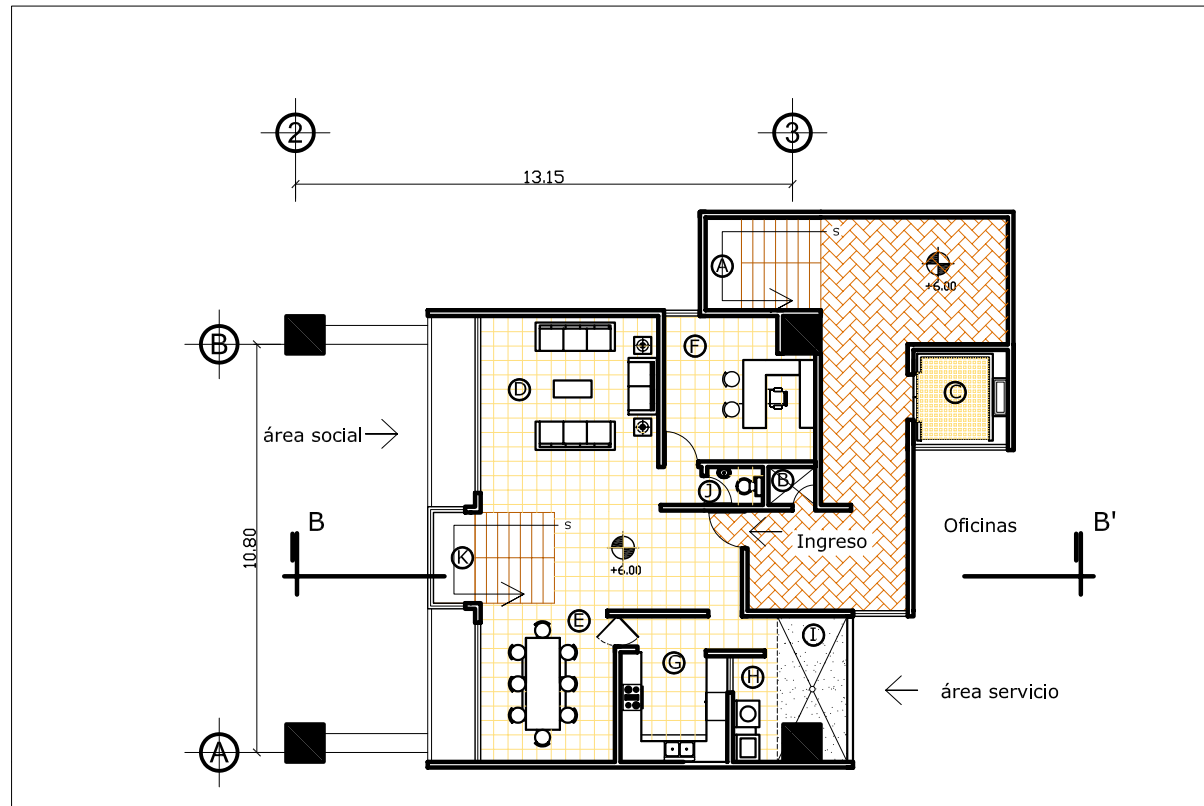 2
3
13.15
s
A
+6.00
B
F
D
C
área social
B
J
B
B'
10.80
Oficinas
s
K
Ingreso
+6.00
E
I
G
H
área servicio
A